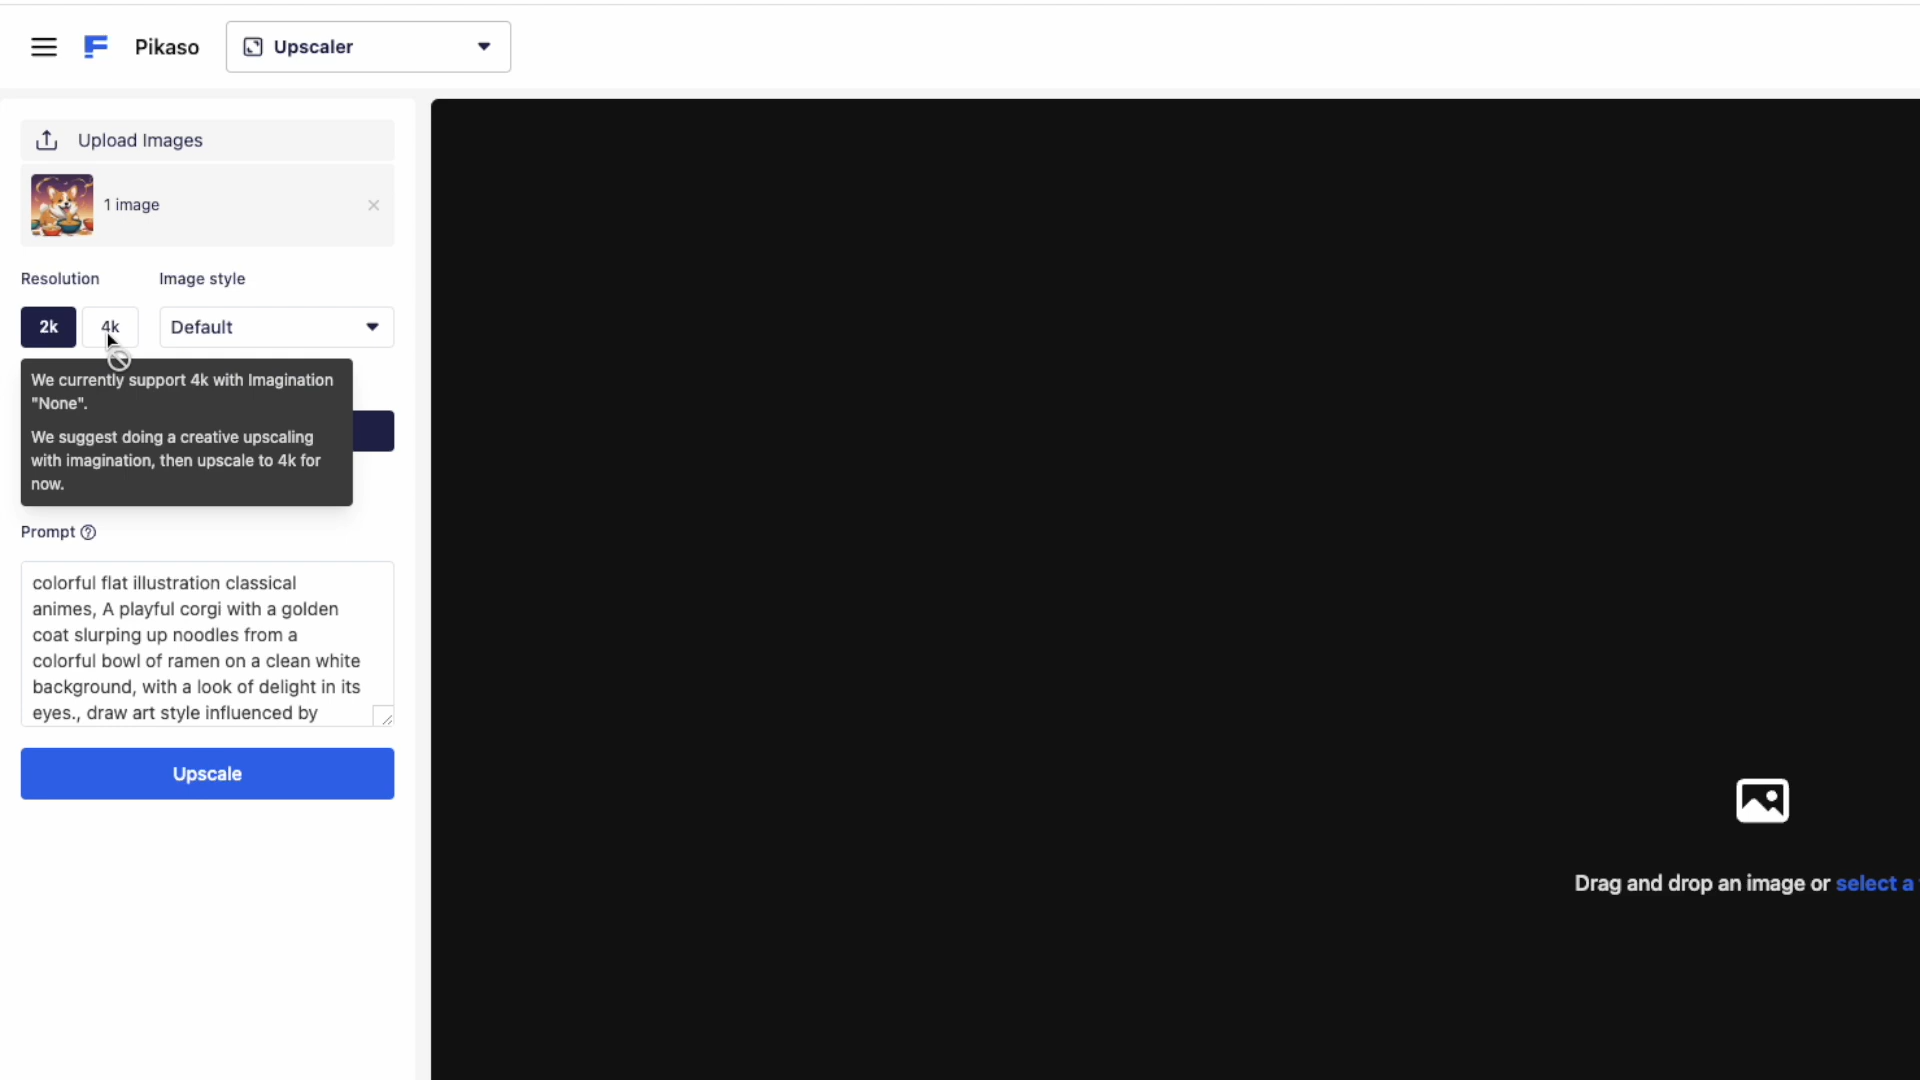 Pikaso
Upscaler
Upload Images
1 image
Resolution
Image style
2k
4k
Default
We currently support 4k with Imagination
"None".
We suggest doing a creative upscaling
with imagination, then upscale to 4k for
now.
Prompt
colorful flat illustration classical
animes, A playful corgi with a golden
coat slurping up noodles from a
colorful bowl of ramen on a clean white
background, with a look of delight in its
eyes., draw art style influenced by
Upscale
Drag and drop an image or select a